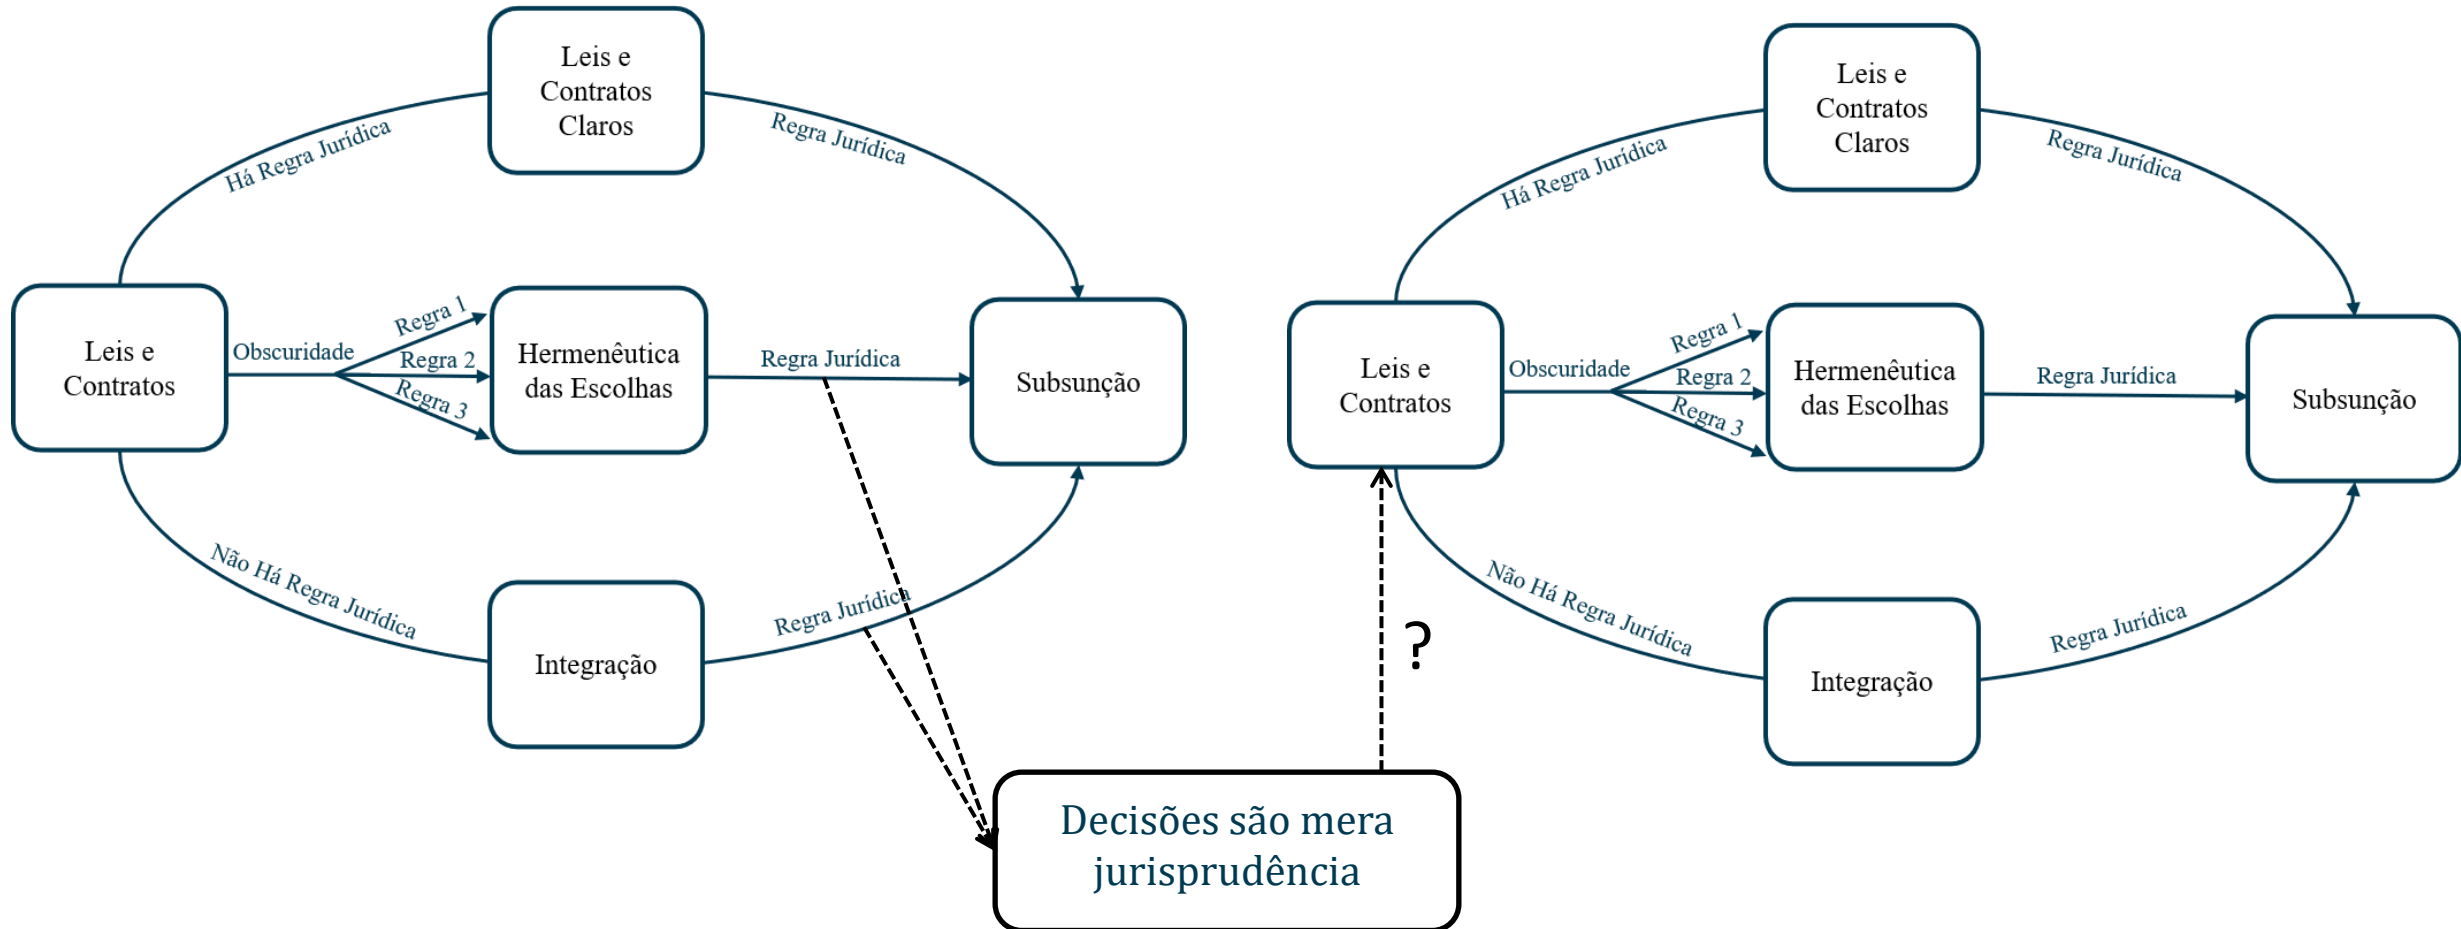 Leis e
Contratos
Claros
Há Regra Jurídica
Regra Jurídica
Leis e
Contratos
Obscuridade
Regra 1
Regra 2
Regra 3
Hermenêutica
das Escolhas
Regra Jurídica
Subsunção
Não Há Regra Jurídica
Integração
Regra Jurídica
Leis e
Contratos
Claros
Há Regra Jurídica
Regra Jurídica
Leis e
Contratos
Obscuridade
Regra 1
Regra 2
Regra 3
Hermenêutica
das Escolhas
Regra Jurídica
Subsunção
Não Há Regra Jurídica
Integração
Regra Jurídica
?
Decisões são mera
jurisprudência